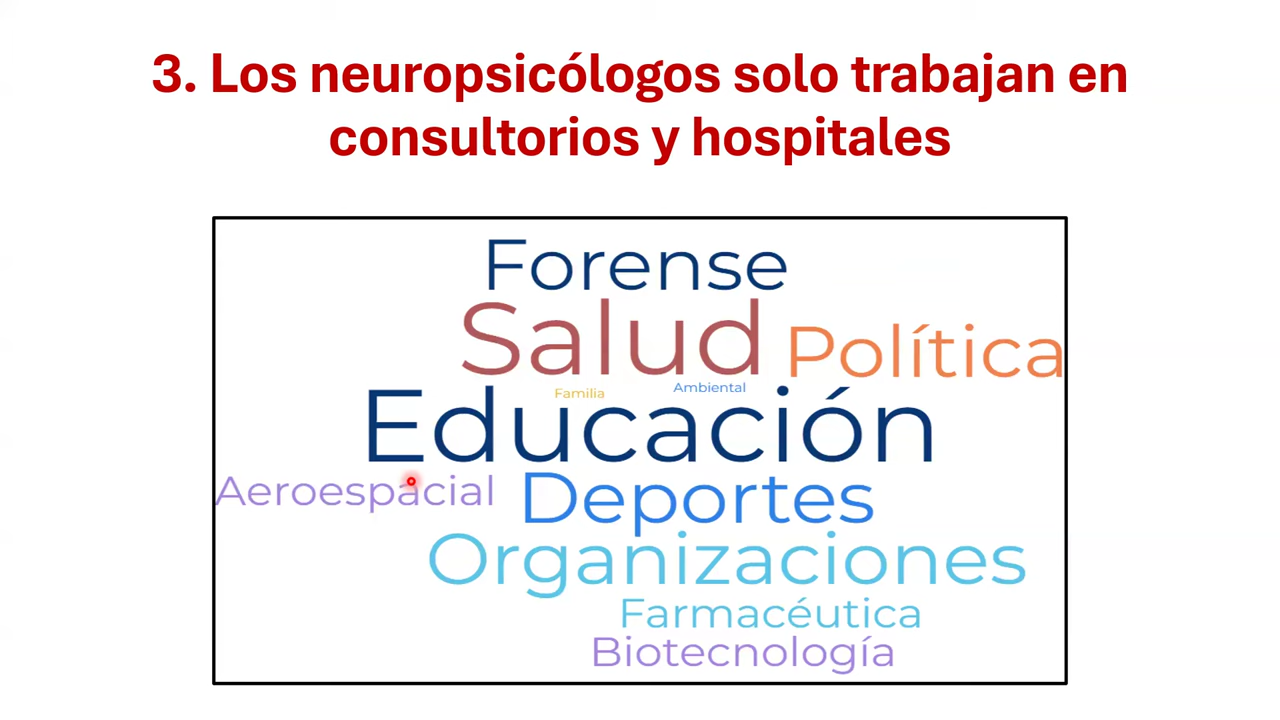 3. Los neuropsicólogos solo trabajan en
consultorios y hospitales
Forense
Salud
Política
Familia
Ambiental
Educación
Aeroespacial
Deportes
Organizaciones
Farmacéutica
Biotecnología